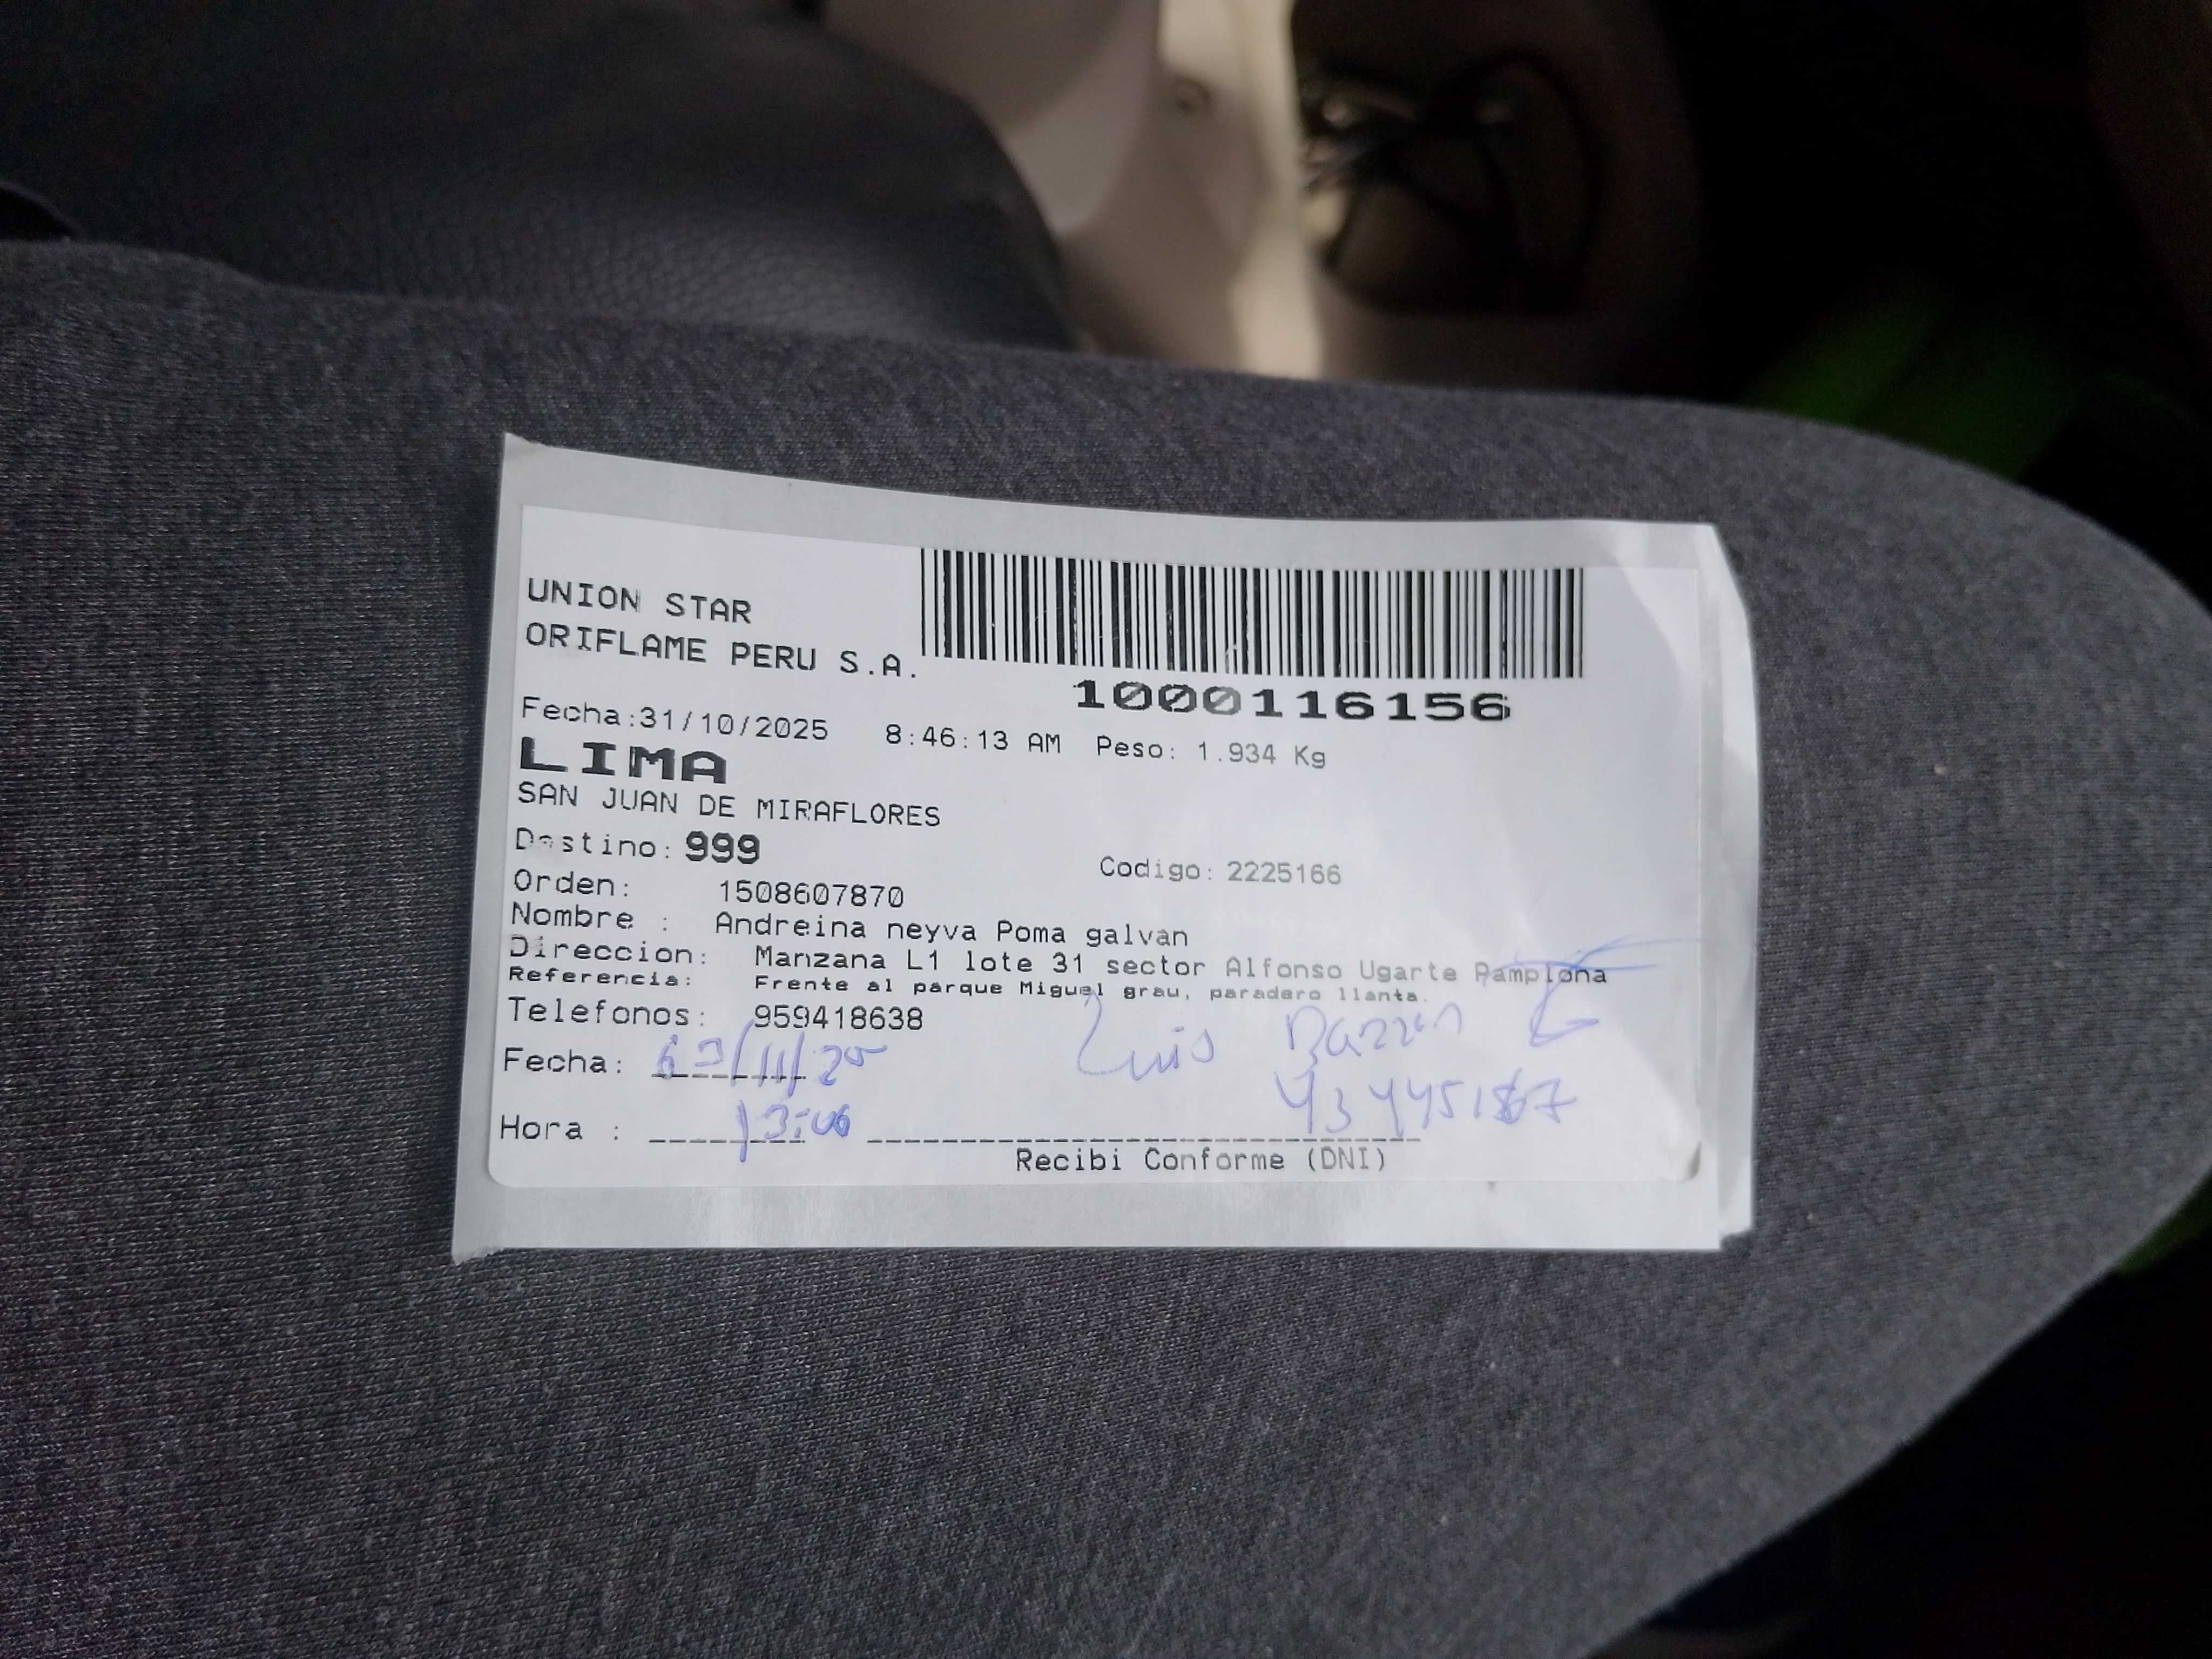 UNION STAR
ORIFLAME PERU S.A.
1000116156
Fecha:31/10/2025 8:46:13 AM Peso: 1.934 Kg
LIMA
SAN JUAN DE MIRAFLORES
Destino: 999 Codigo: 2225166
Orden: 1508607870
Nombre : Andreina neyva Poma galvan
Direccion: Manzana L1 lote 31 sector Alfonso Ugarte Pamplona
Referencia: Frente al parque Miguel grau, paradero llanta.
Telefonos: 959418638
Luis
Fecha:
Hora :
Recibi Conforme (DNI)